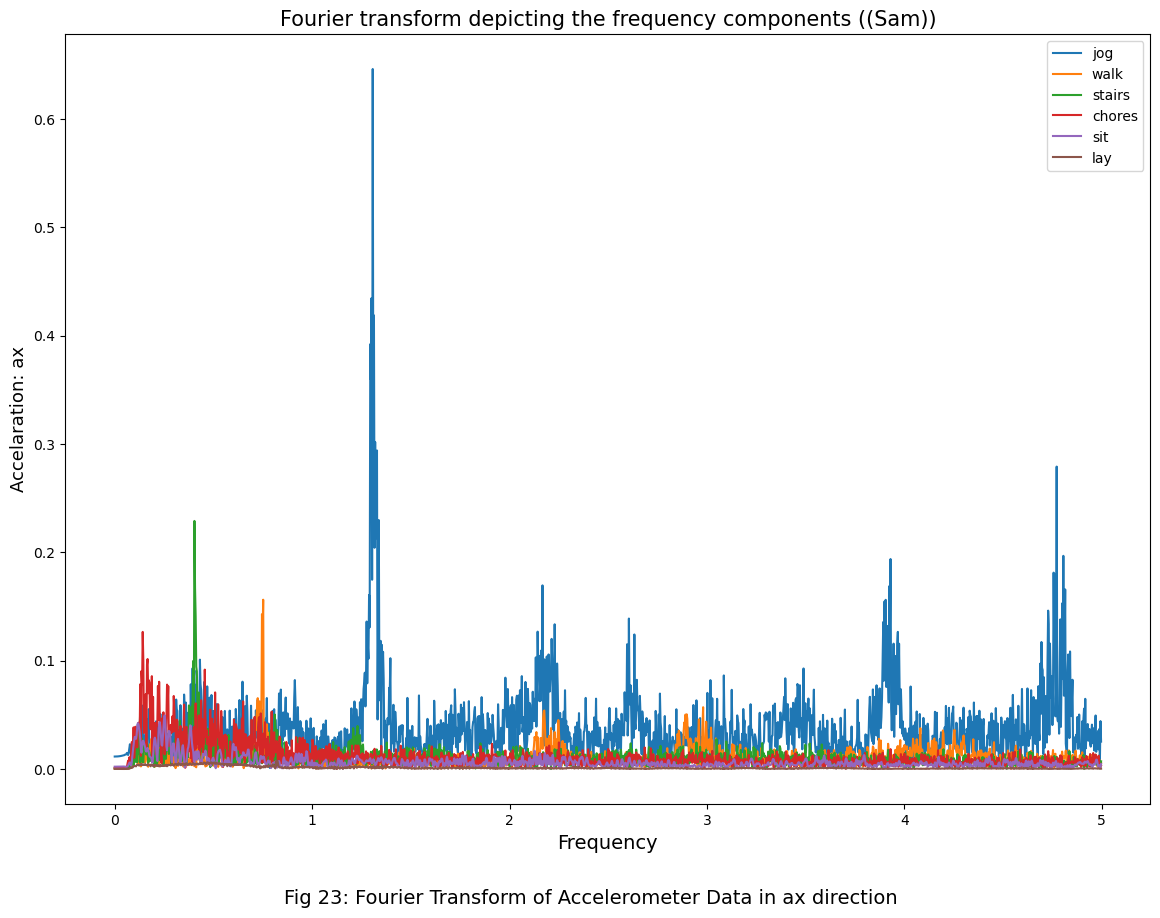 Fourier transform depicting the frequency components ((Sam))
jog
walk
stairs
chores
sit
lay
Accelaration: ax
0.6
0.5
0.4
0.3
0.2
0.1
0.0
0 1 2 3 4 5
Frequency
Fig 23: Fourier Transform of Accelerometer Data in ax direction